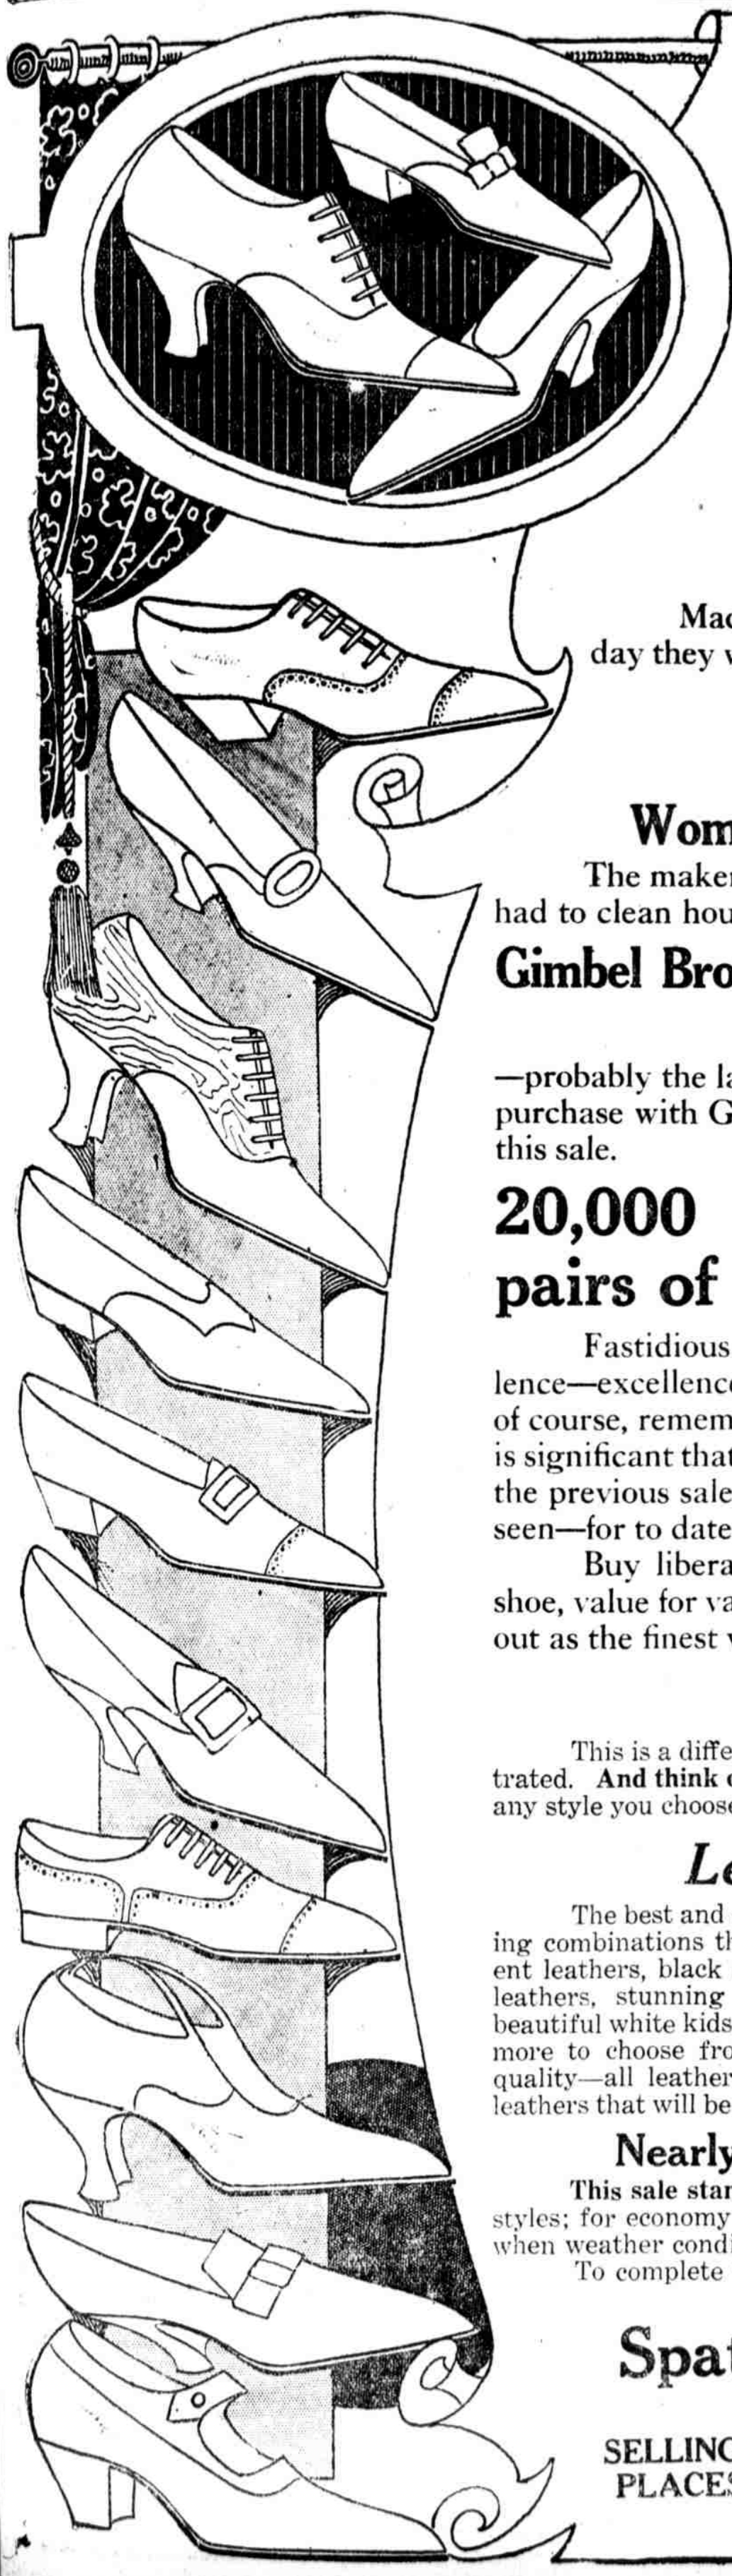 Mad
day they w
Wom
The maker
had to clean hou
Gimbel Bro
—probably the la
purchase with G
this sale.
20,000
pairs of
Fastidious
lence—excellence
of course, remem
is significant that
the previous sale
seen—for to date
Buy libera
shoe, value for va
out as the finest v
This is a diffe
trated. And think o
any style you choose
Le
The best and
ing combinations th
ent leathers, black
leathers, stunning
beautiful white kids
more to choose fro
quality—all leather
leathers that will be
Nearly
This sale star
styles; for economy
when weather condi
To complete
Spat
SELLING
PLACES